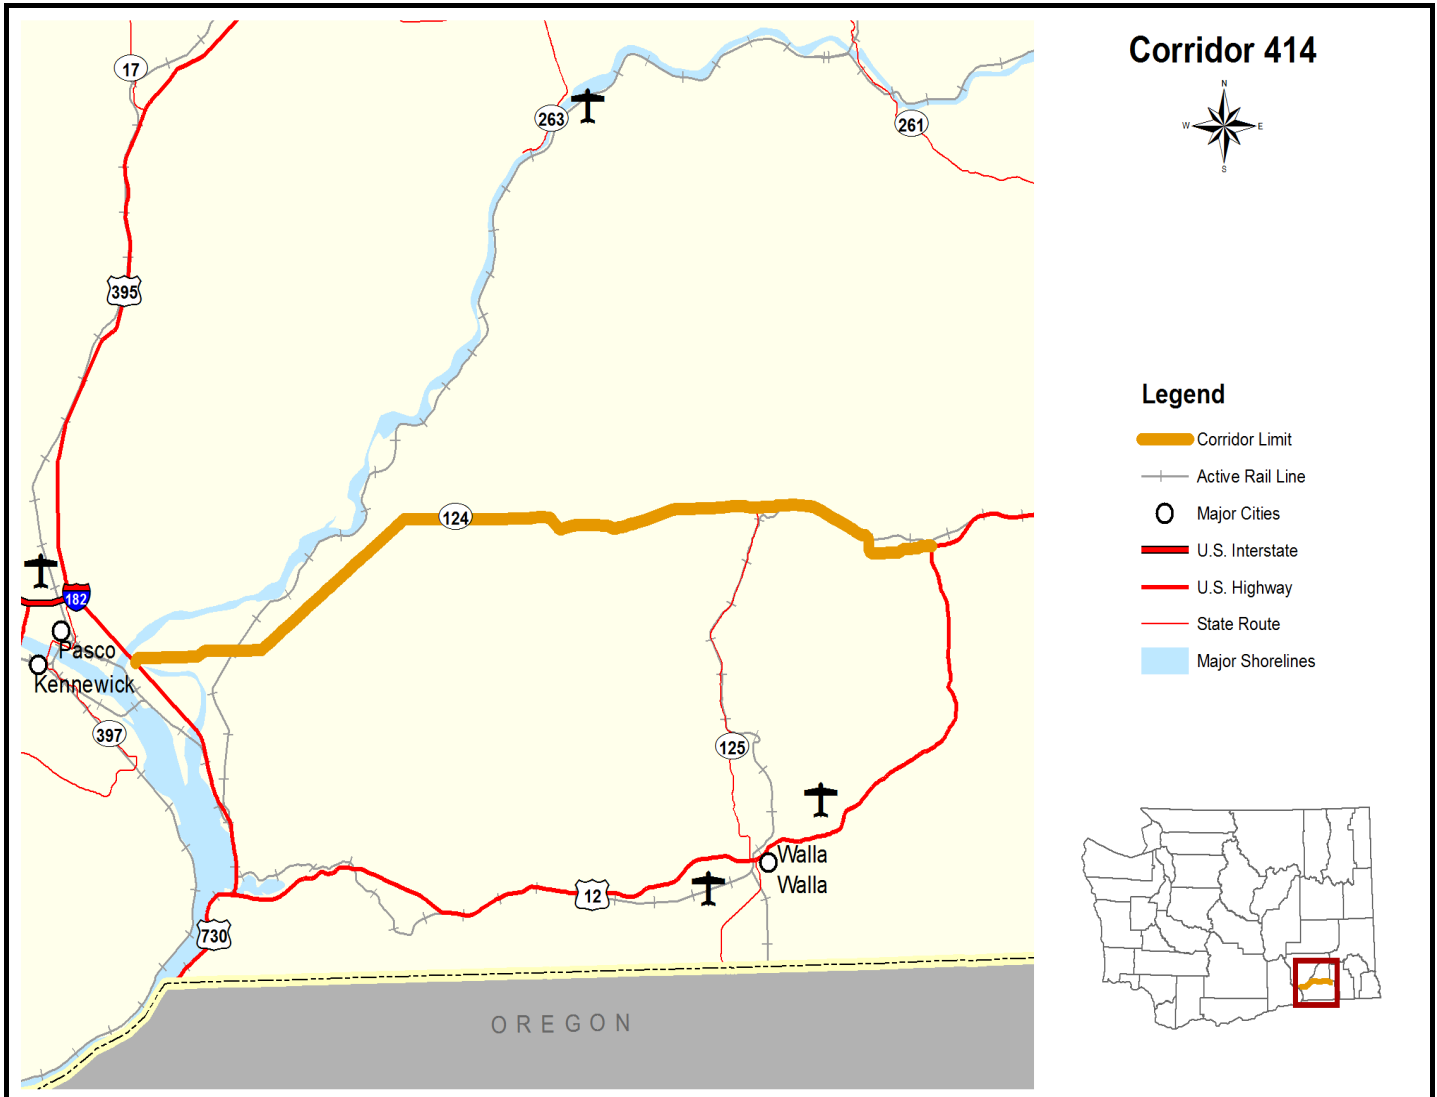 Corridor 414
N
W
E
S
17
263
261
395
124
182
Pasco
Kennewick
397
125
Walla
Walla
12
730
OREGON
Legend
Corridor Limit
Active Rail Line
Major Cities
U.S. Interstate
U.S. Highway
State Route
Major Shorelines